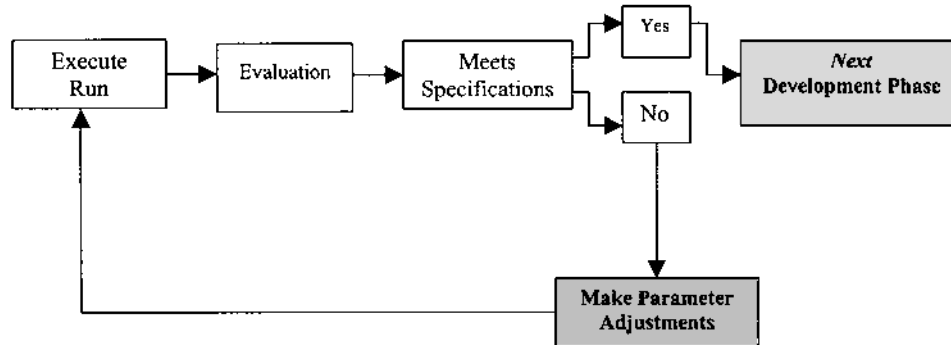 Execute
Run
Evaluation
Meets
Specifications
Yes
No
Next
Development Phase
Make Parameter
Adjustments